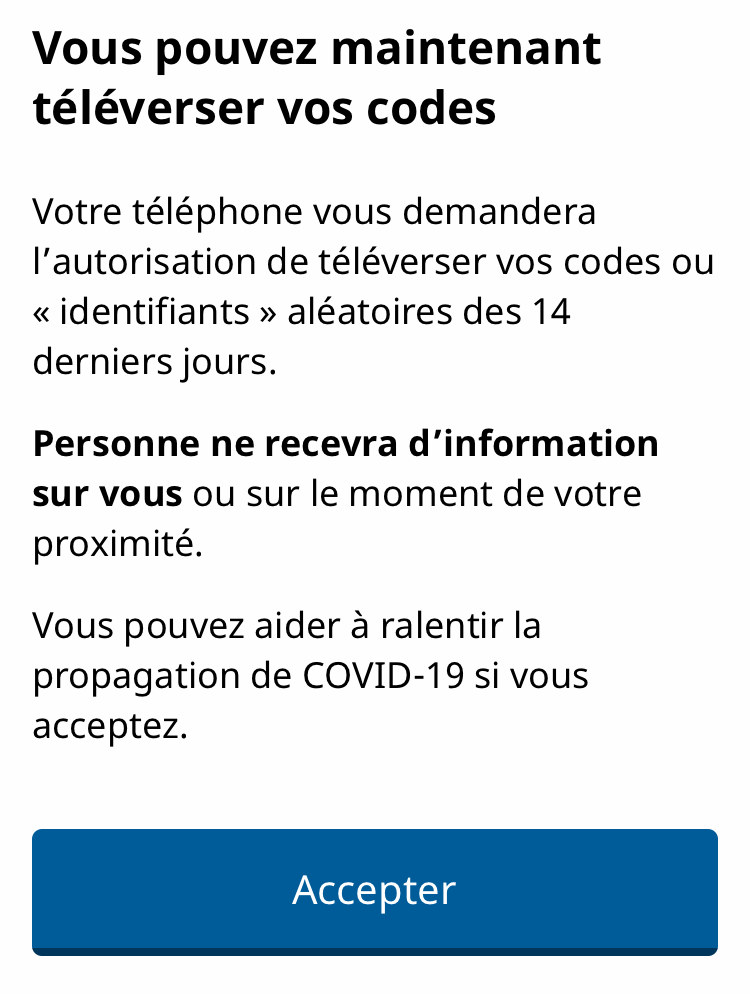 Vous pouvez maintenant
téléverser vos codes
Votre téléphone vous demandera
l’autorisation de téléverser vos codes ou
« identifiants » aléatoires des 14
derniers jours.
Personne ne recevra d’information
sur vous ou sur le moment de votre
proximité.
Vous pouvez aider à ralentir la
propagation de COVID-19 si vous
acceptez.
Accepter